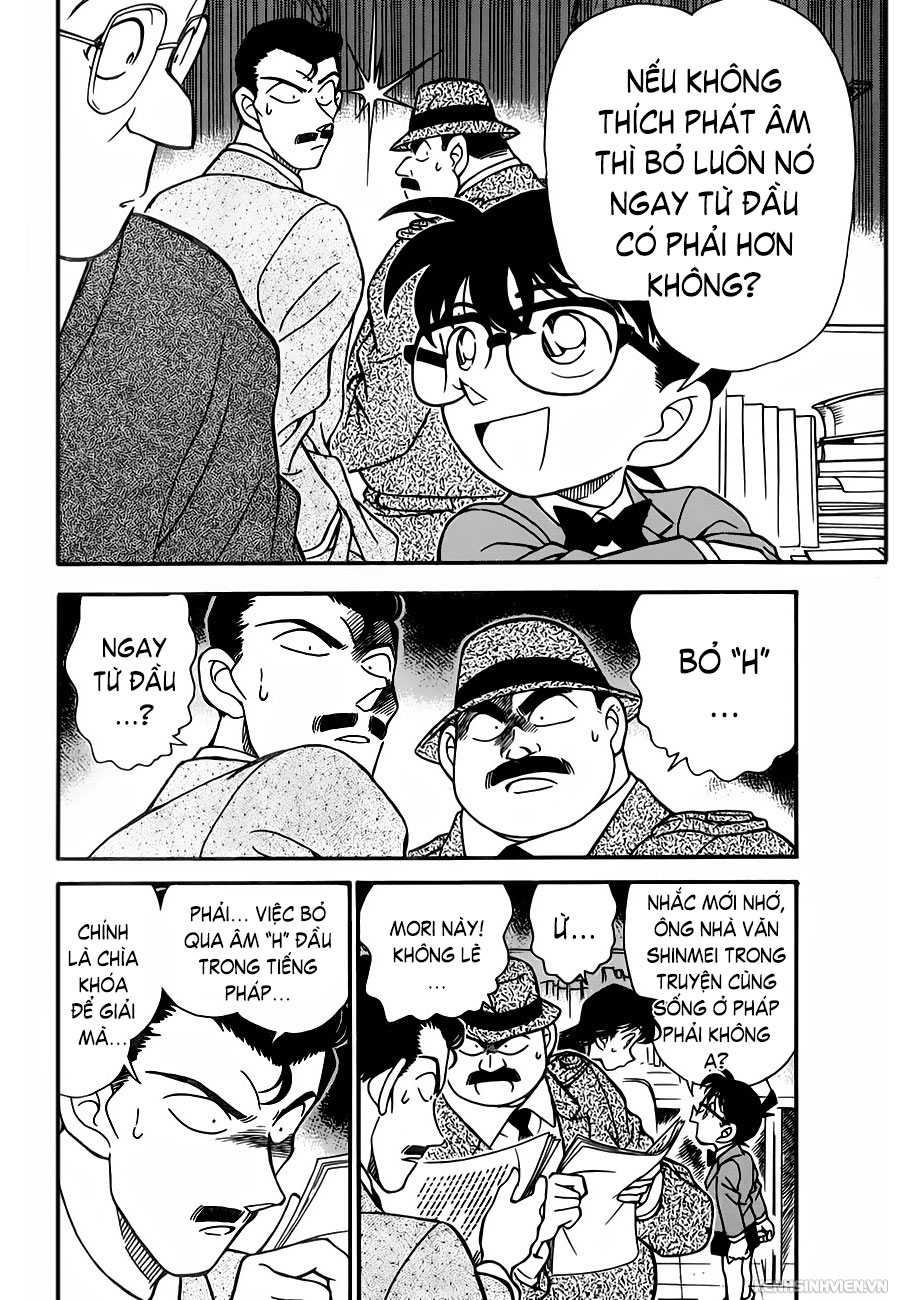 NẾU KHÔNG
THÍCH PHÁT ÂM
THÌ BỎ LUÔN NÓ
NGAY TỪ ĐẦU
CÓ PHẢI HƠN
KHÔNG?
BỎ "H"
...
NGAY
TỪ ĐẦU
...?
NHẮC MỚI NHỚ,
ÔNG NHÀ VĂN
SHINMEI TRONG
TRUYỆN CŨNG
SỐNG Ở PHÁP
PHẢI KHÔNG
Ạ?
Ừ...
MORI NÀY!
KHÔNG LẼ
...
PHẢI... VIỆC BỎ
QUA ÂM "H" ĐẦU
TRONG TIẾNG
PHÁP...
CHÍNH
LÀ CHÌA
KHÓA
ĐỂ GIẢI
MÃ...
KENHSINHVIEN.VN